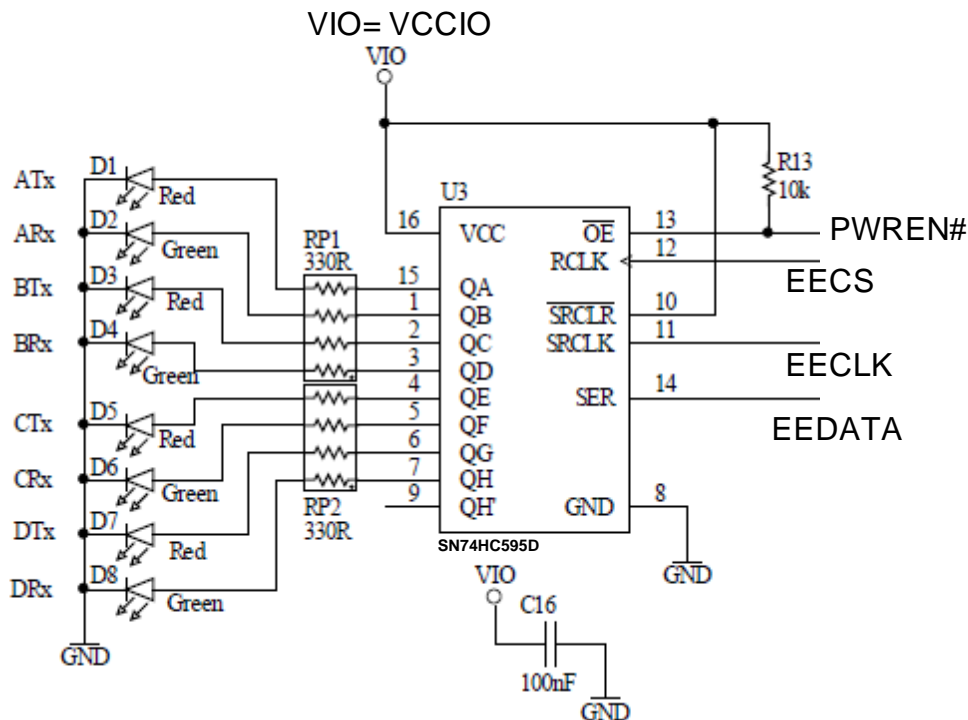 VIO= VCCIO
VIO
R13
10k
U3
ATx D1 Red
ARx D2 Green
BTx D3 Red
BRx D4 Green
CTx D5 Red
CRx D6 Green
DTx D7 Red
DRx D8 Green
GND
RP1
330R
RP2
330R
16 VCC
15 QA
1 QB
2 QC
3 QD
4 QE
5 QF
6 QG
7 QH
9 QH'
OE 13 PWREN#
RCLK 12 EECS
SRCLR 10
SRCLK 11 EECLK
SER 14 EEDATA
GND 8
GND
SN74HC595D
VIO
C16
100nF
GND